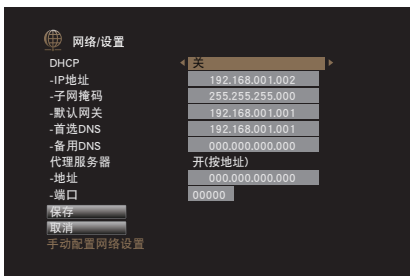 网络/设置
DHCP 关
-IP地址 192.168.001.002
-子网掩码 255.255.255.000
-默认网关 192.168.001.001
-首选DNS 192.168.001.001
-备用DNS 000.000.000.000
代理服务器 开(按地址)
-地址 000.000.000.000
-端口 00000
保存
取消
手动配置网络设置